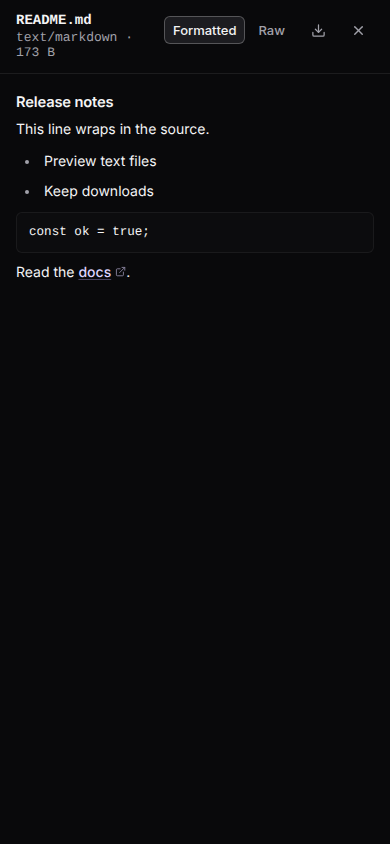 README.md
text/markdown ·
173 B
Formatted
Raw
Release notes
This line wraps in the source.
• Preview text files
• Keep downloads
const ok = true;
Read the docs.